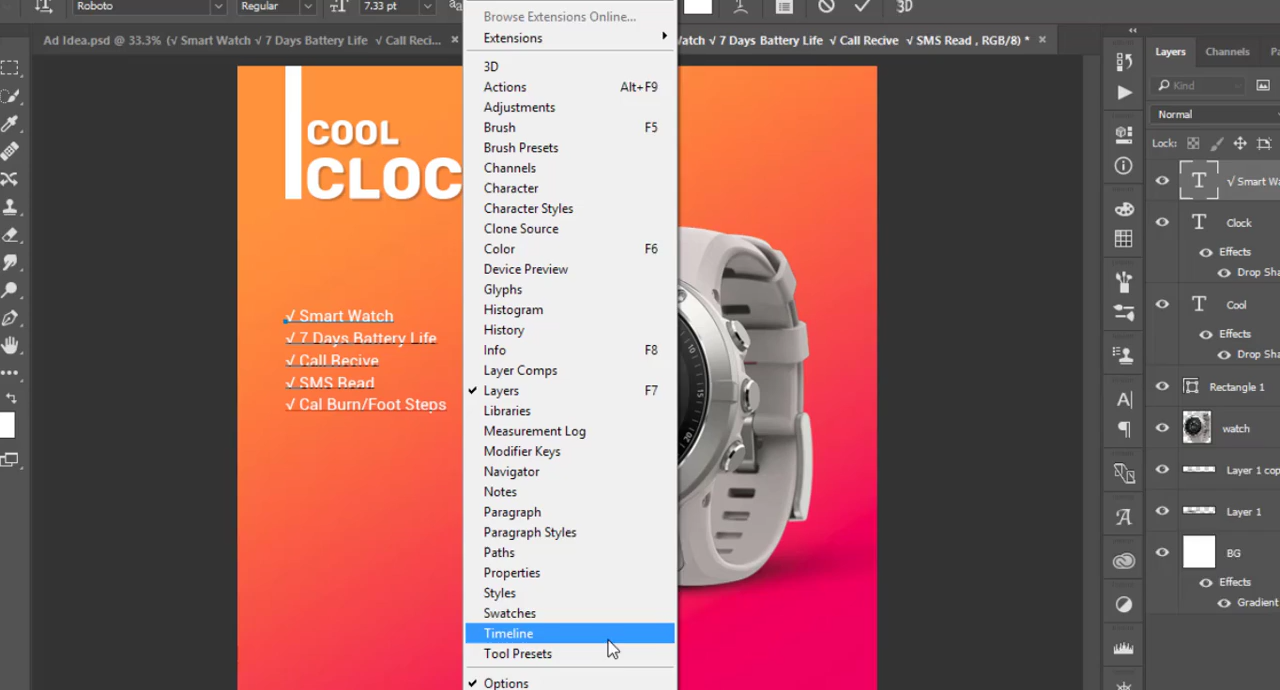 Roboto
Regular
7.33 pt
3D
Ad Idea.psd @ 33.3% (√ Smart Watch √ 7 Days Battery Life √ Call Reci... ×
Watch √ 7 Days Battery Life √ Call Recive √ SMS Read , RGB/8) * ×
Browse Extensions Online...
Extensions
3D
Actions Alt+F9
Adjustments
Brush F5
Brush Presets
Channels
Character
Character Styles
Clone Source
Color F6
Device Preview
Glyphs
Histogram
History
Info F8
Layer Comps
Layers F7
Libraries
Measurement Log
Modifier Keys
Navigator
Notes
Paragraph
Paragraph Styles
Paths
Properties
Styles
Swatches
Timeline
Tool Presets
Options
COOL
CLOC
√ Smart Watch
√ 7 Days Battery Life
√ Call Recive
√ SMS Read
√ Cal Burn/Foot Steps
10
20
Layers Channels Pa
Kind
Normal
Lock:
√ Smart Wa
Clock
Effects
Drop Sha
Cool
Effects
Drop Sha
Rectangle 1
watch
Layer 1 cop
Layer 1
BG
Effects
Gradient